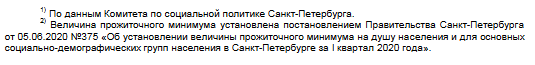 1) По данным Комитета по социальной политике Санкт-Петербурга.
2) Величина прожиточного минимума установлена постановлением Правительства Санкт-Петербурга
от 05.06.2020 №375 «Об установлении величины прожиточного минимума на душу населения и для основных
социально-демографических групп населения в Санкт-Петербурге за I квартал 2020 года».